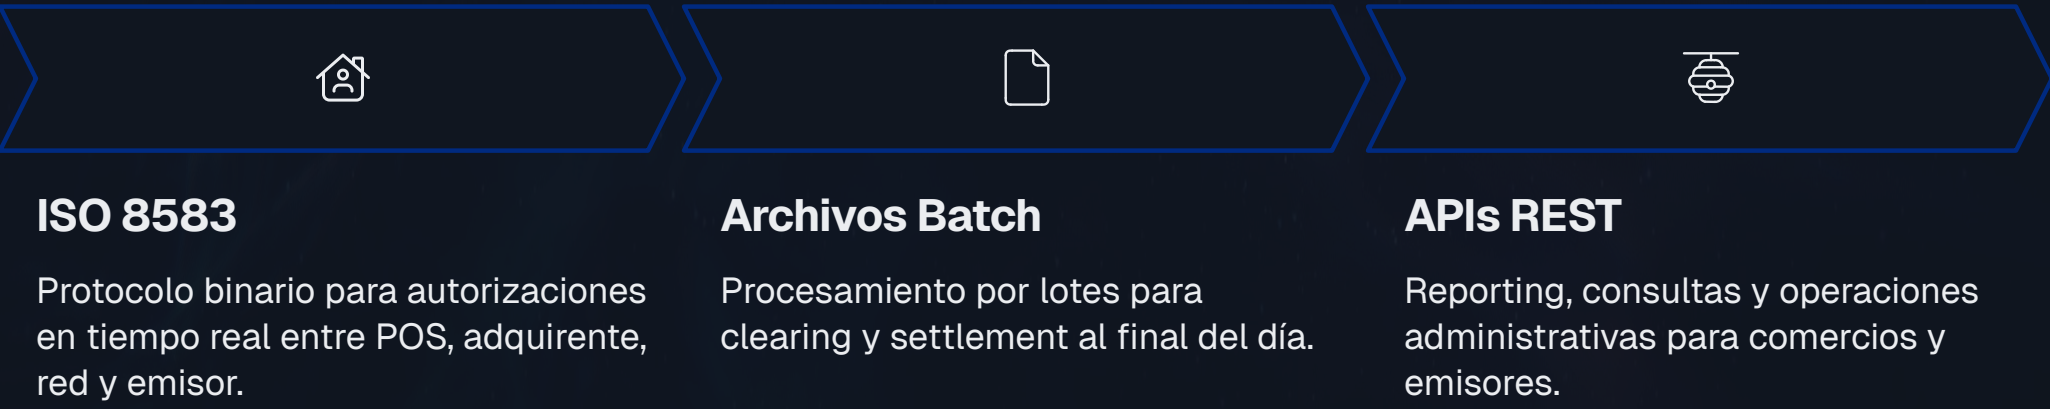 ISO 8583
Protocolo binario para autorizaciones
en tiempo real entre POS, adquirente,
red y emisor.
Archivos Batch
Procesamiento por lotes para
clearing y settlement al final del día.
APIs REST
Reporting, consultas y operaciones
administrativas para comercios y
emisores.